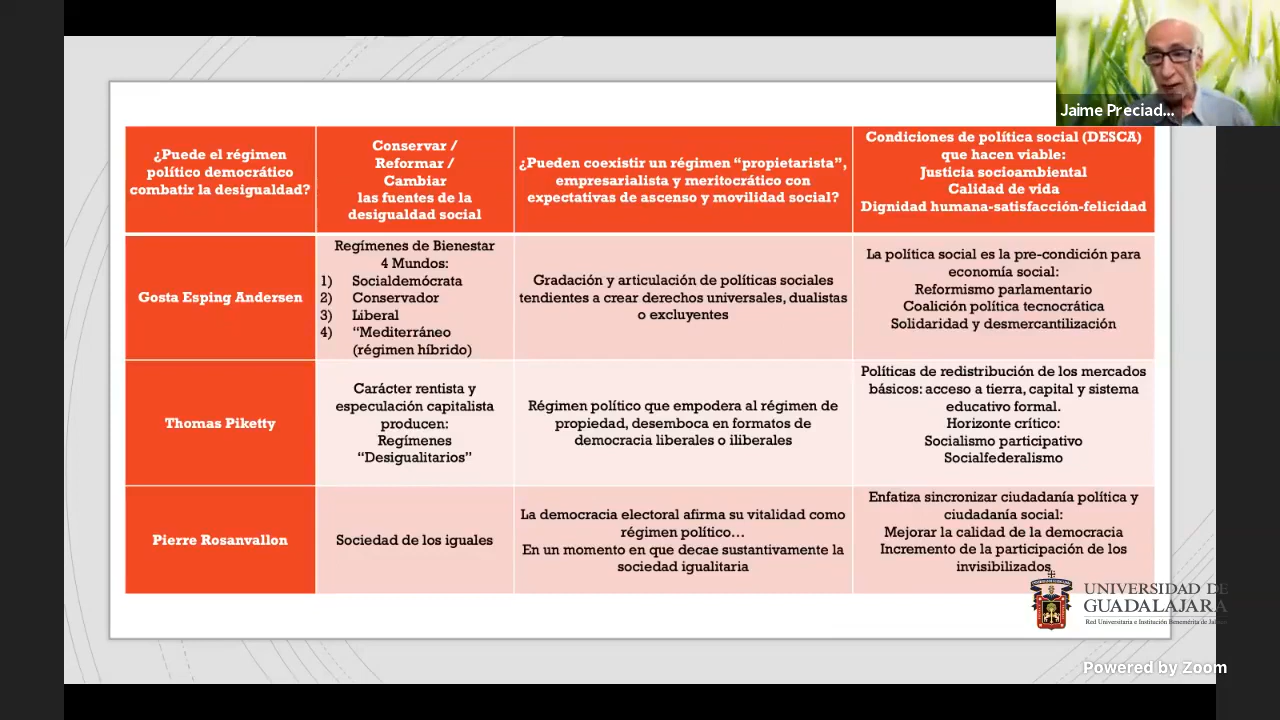 Jaime Preciad...
¿Puede el régimen
político democrático
combatir la desigualdad?
Conservar /
Reformar /
Cambiar
las fuentes de la
desigualdad social
¿Pueden coexistir un régimen “propietarista”,
empresarialista y meritocrático con
expectativas de ascenso y movilidad social?
Condiciones de política social (DESCA)
que hacen viable:
Justicia socioambiental
Calidad de vida
Dignidad humana-satisfacción-felicidad
Gosta Esping Andersen
Regímenes de Bienestar
4 Mundos:
1) Socialdemócrata
2) Conservador
3) Liberal
4) “Mediterráneo
(régimen híbrido)
Gradación y articulación de políticas sociales
tendientes a crear derechos universales, dualistas
o excluyentes
La política social es la pre-condición para
economía social:
Reformismo parlamentario
Coalición política tecnocrática
Solidaridad y desmercantilización
Thomas Piketty
Carácter rentista y
especulación capitalista
producen:
Regímenes
“Desigualitarios”
Régimen político que empodera al régimen de
propiedad, desemboca en formatos de
democracia liberales o iliberales
Políticas de redistribución de los mercados
básicos: acceso a tierra, capital y sistema
educativo formal.
Horizonte crítico:
Socialismo participativo
Socialfederalismo
Pierre Rosanvallon
Sociedad de los iguales
La democracia electoral afirma su vitalidad como
régimen político…
En un momento en que decae sustantivamente la
sociedad igualitaria
Enfatiza sincronizar ciudadanía política y
ciudadanía social:
Mejorar la calidad de la democracia
Incremento de la participación de los
invisibilizados
UNIVERSIDAD DE
GUADALAJARA
Red Universitaria e Institución Benemérita de Jalisco
Powered by Zoom